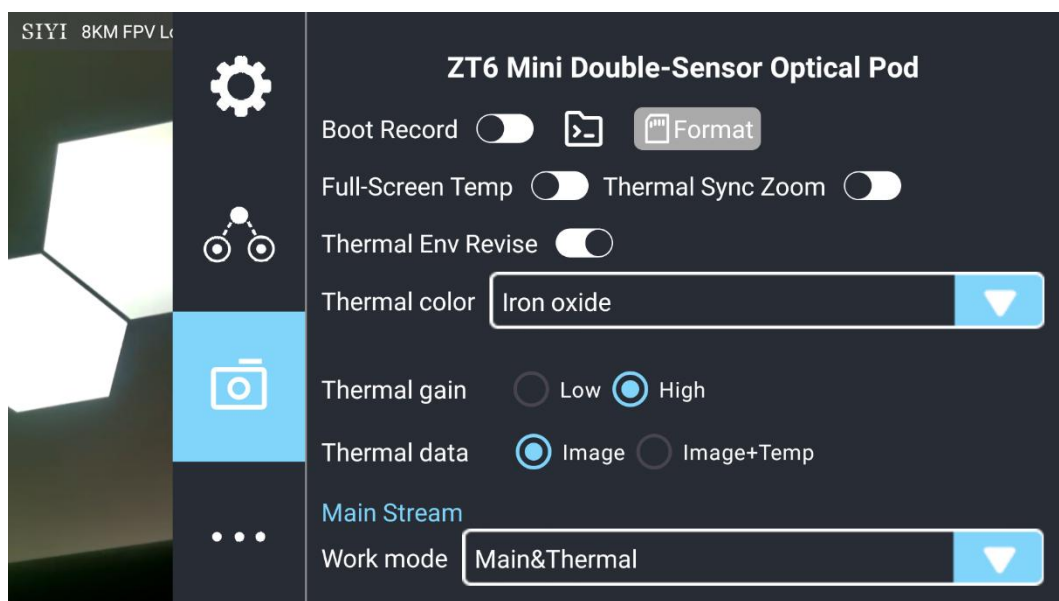 SIYI 8KM FPV
ZT6 Mini Double-Sensor Optical Pod
Boot Record Format
Full-Screen Temp Thermal Sync Zoom
Thermal Env Revise
Thermal color Iron oxide
Thermal gain Low High
Thermal data Image Image+Temp
Main Stream
Work mode Main&Thermal